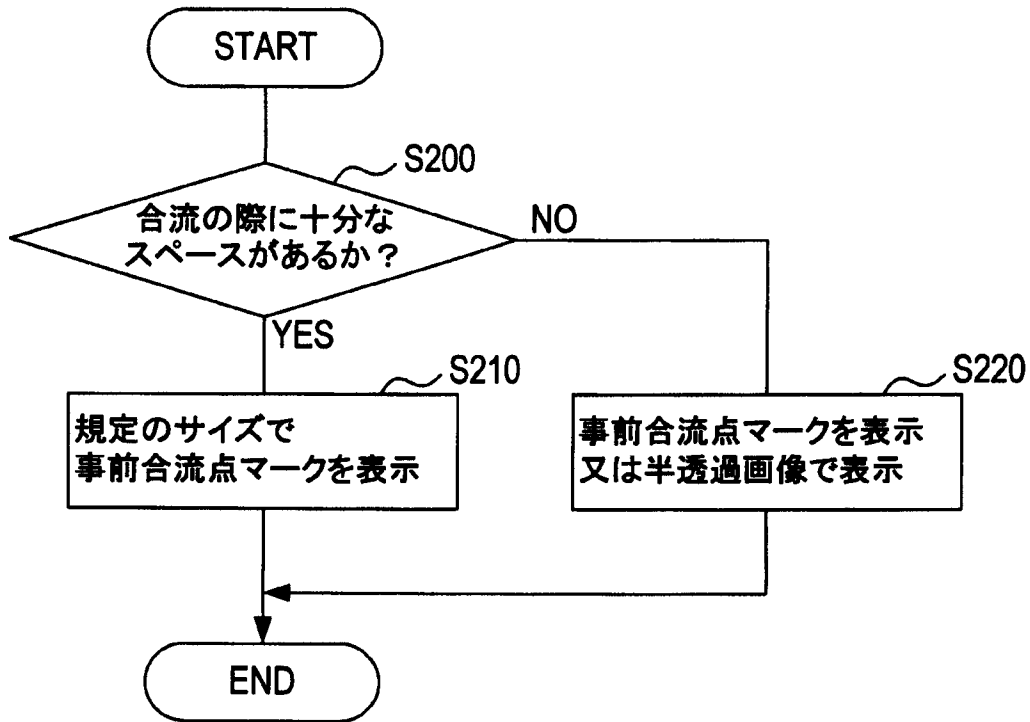 START
S200
合流の際に十分な
スペースがあるか？
NO
YES
S210
規定のサイズで
事前合流点マークを表示
S220
事前合流点マークを表示
又は半透過画像で表示
END